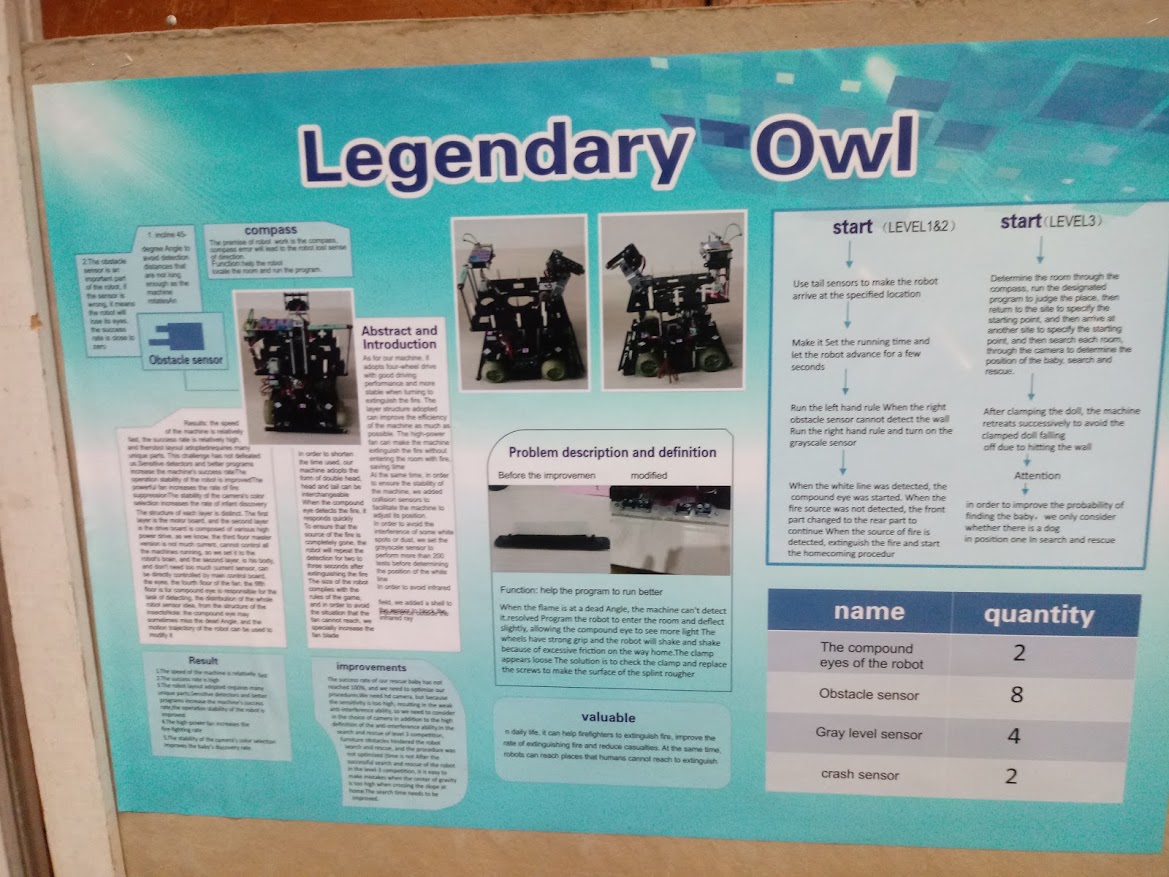 Legendary Owl
1. incline 45-
degree Angle to
avoid detection
distances that
are not long
enough as the
machine
rotatesAn
2.The obstacle
sensor is an
important part
of the robot, if
the sensor is
wrong, it means
the robot will
lose its eyes,
the success
rate is close to
zero
Obstacle sensor
compass
The premise of robot work is the compass,
compass error will lead to the robot lost sense
of direction.
Function:help the robot
locate the room and run the program.
Abstract and
Introduction
As for our machine, it
adopts four-wheel drive
with good driving
performance and more
stable when turning to
extinguish the fire. The
layer structure adopted
can improve the efficiency
of the machine as much as
possible. The high-power
fan can make the machine
extinguish the fire without
entering the room with fire,
saving time
At the same time, in order
to ensure the stability of
the machine, we added
collision sensors to
facilitate the machine to
adjust its position.
In order to avoid the
interference of some white
spots or dust, we set the
grayscale sensor to
perform more than 200
tests before determining
the position of the white
line
In order to avoid infrared
field, we added a shell to
infrared ray
Results: the speed
of the machine is relatively
fast, the success rate is relatively high,
unique parts. This challenge has not defeated
us.Sensitive detectors and better programs
increase the machine's success rateThe
operation stability of the robot is improvedThe
powerful fan increases the rate of fire
suppressionThe stability of the camera's color
selection increases the rate of infant discovery
The structure of each layer is distinct. The first
layer is the motor board, and the second layer
is the drive board is composed of various high
power drive, as we know, the third floor master
version is not much current, cannot control all
the machines running, so we set it to the
robot's brain, and the second layer, is his body,
and don't need too much current sensor, can
be directly controlled by main control board,
the eyes, the fourth floor of the fan, the fifth
floor is for compound eye is responsible for the
task of detecting, the distribution of the whole
robot sensor idea, from the structure of the
insectsNote: the compound eye may
sometimes miss the dead Angle, and the
motion trajectory of the robot can be used to
modify it
In order to shorten
the time used, our
machine adopts the
form of double head,
head and tail can be
interchangeable
When the compound
eye detects the fire, it
responds quickly
To ensure that the
source of the fire is
completely gone, the
robot will repeat the
detection for two to
three seconds after
extinguishing the fire
The size of the robot
complies with the
rules of the game,
and in order to avoid
the situation that the
fan cannot reach, we
specially increase the
fan blade
Result
1.The speed of the machine is relatively fast
2.The success rate is high
3.The robot layout adopted requires many
unique parts;Sensitive detectors and better
programs increase the machine's success
rate;the operation stability of the robot is
improved
4.The high-power fan increases the
fire-fighting rate
5.The stability of the camera's color selection
improves the baby's discovery rate.
improvements
The success rate of our rescue baby has not
reached 100%, and we need to optimize our
procedures.We need hd camera, but because
the sensitivity is too high, resulting in the weak
anti-interference ability, so we need to consider
in the choice of camera in addition to the high
definition of the anti-interference ability.In the
search and rescue of level 3 competition,
furniture obstacles hindered the robot
search and rescue, and the procedure was
not optimized (time is not After the
successful search and rescue of the robot
in the level 3 competition, it is easy to
make mistakes when the center of gravity
is too high when crossing the slope at
home.The search time needs to be
improved.
Problem description and definition
Before the improvemen modified
Function: help the program to run better
When the flame is at a dead Angle, the machine can't detect
it.resolved Program the robot to enter the room and deflect
slightly, allowing the compound eye to see more light The
wheels have strong grip and the robot will shake and shake
because of excessive friction on the way home.The clamp
appears loose The solution is to check the clamp and replace
the screws to make the surface of the splint rougher
valuable
n daily life, it can help firefighters to extinguish fire, improve the
rate of extinguishing fire and reduce casualties. At the same time,
robots can reach places that humans cannot reach to extinguish
start（LEVEL1&2）
Use tail sensors to make the robot
arrive at the specified location
Make it Set the running time and
let the robot advance for a few
seconds
Run the left hand rule When the right
obstacle sensor cannot detect the wall
Run the right hand rule and turn on the
grayscale sensor
When the white line was detected, the
compound eye was started. When the
fire source was not detected, the front
part changed to the rear part to
continue When the source of fire is
detected, extinguish the fire and start
the homecoming procedur
start（LEVEL3）
Determine the room through the
compass, run the designated
program to judge the place, then
return to the site to specify the
starting point, and then arrive at
another site to specify the starting
point, and then search each room,
through the camera to determine the
position of the baby, search and
rescue.
After clamping the doll, the machine
retreats successively to avoid the
clamped doll falling
off due to hitting the wall
Attention
in order to improve the probability of
finding the baby，we only consider
whether there is a dog
in position one In search and rescue
name quantity
The compound
eyes of the robot 2
Obstacle sensor 8
Gray level sensor 4
crash sensor 2